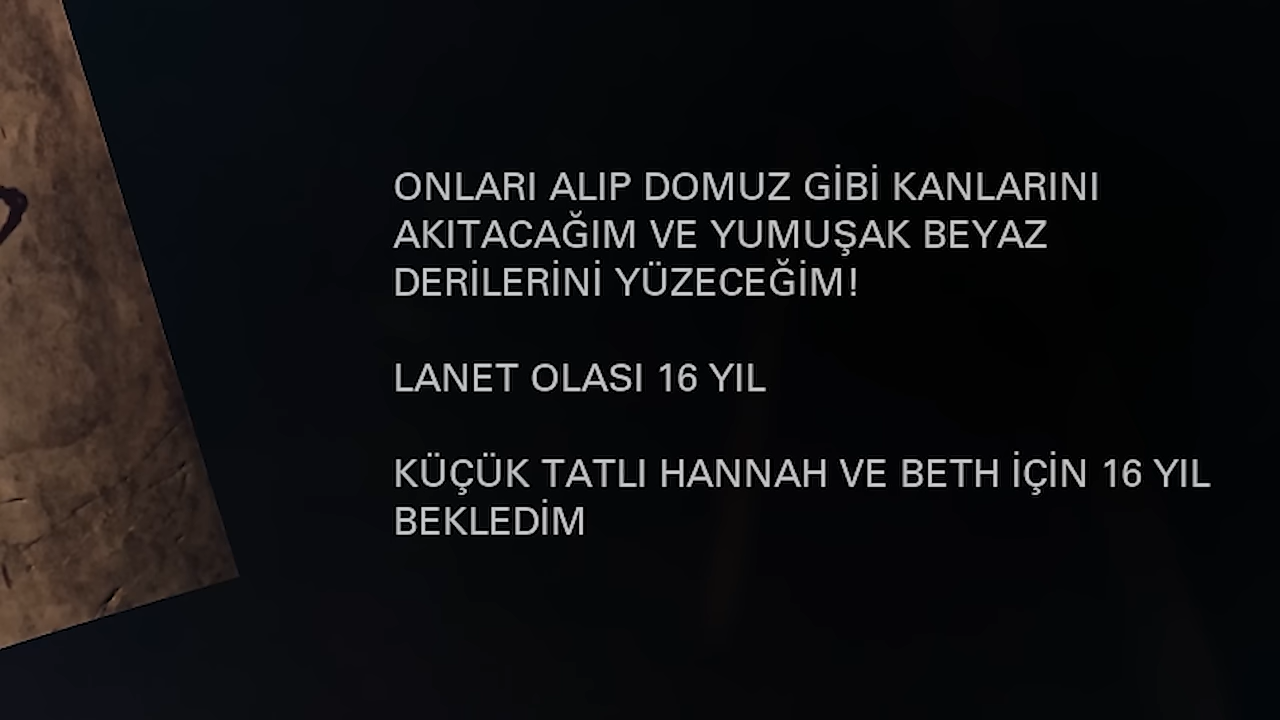 ONLARI ALIP DOMUZ GİBİ KANLARINI
AKITACAĞIM VE YUMUŞAK BEYAZ
DERİLERİNİ YÜZECEĞİM!
LANET OLASI 16 YIL
KÜÇÜK TATLI HANNAH VE BETH İÇİN 16 YIL
BEKLEDİM